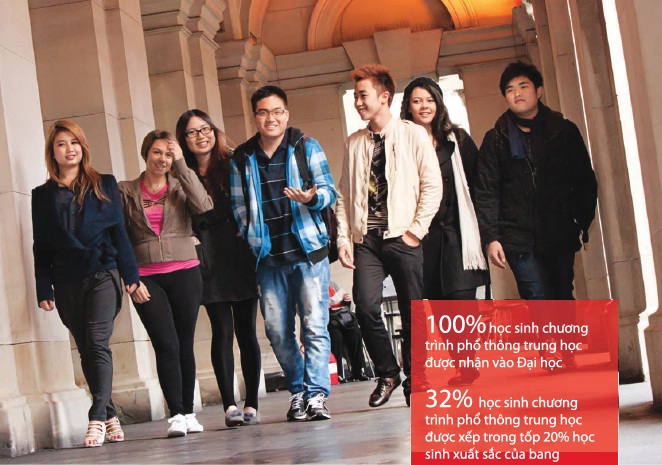 100% học sinh chương
trình phổ thông trung học
được nhận vào Đại học
32% học sinh chương
trình phổ thông trung học
được xếp trong tốp 20% học
sinh xuất sắc của bang